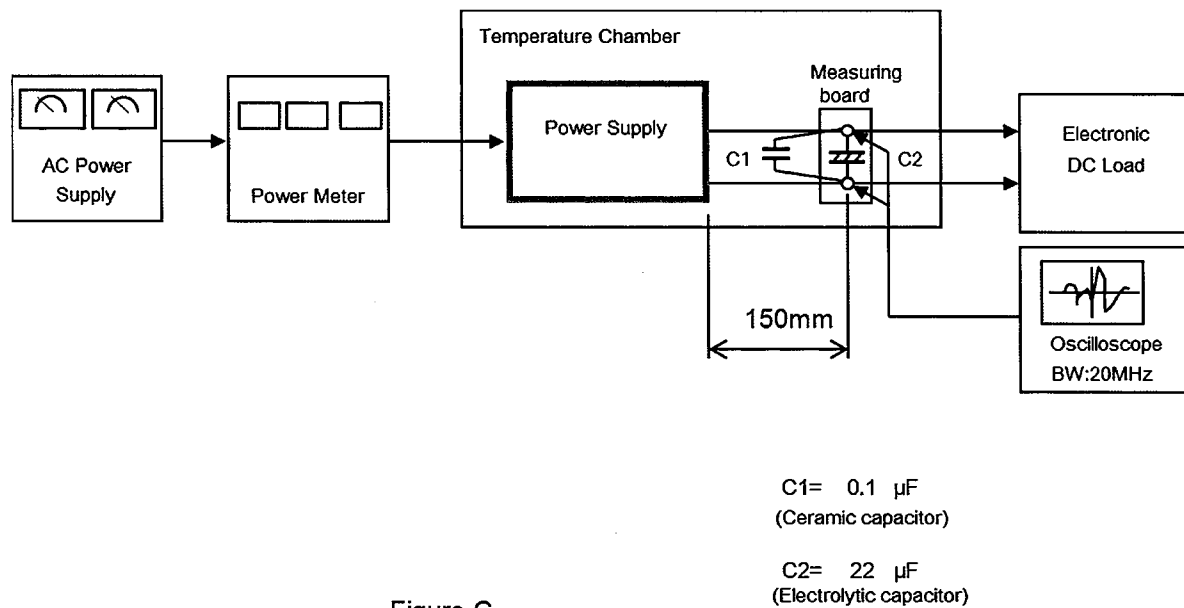 Temperature Chamber
Measuring
board
AC Power
Supply
Power Meter
Power Supply
C1
C2
Electronic
DC Load
150mm
Oscilloscope
BW:20MHz
C1= 0.1 µF
(Ceramic capacitor)
C2= 22 µF
(Electrolytic capacitor)